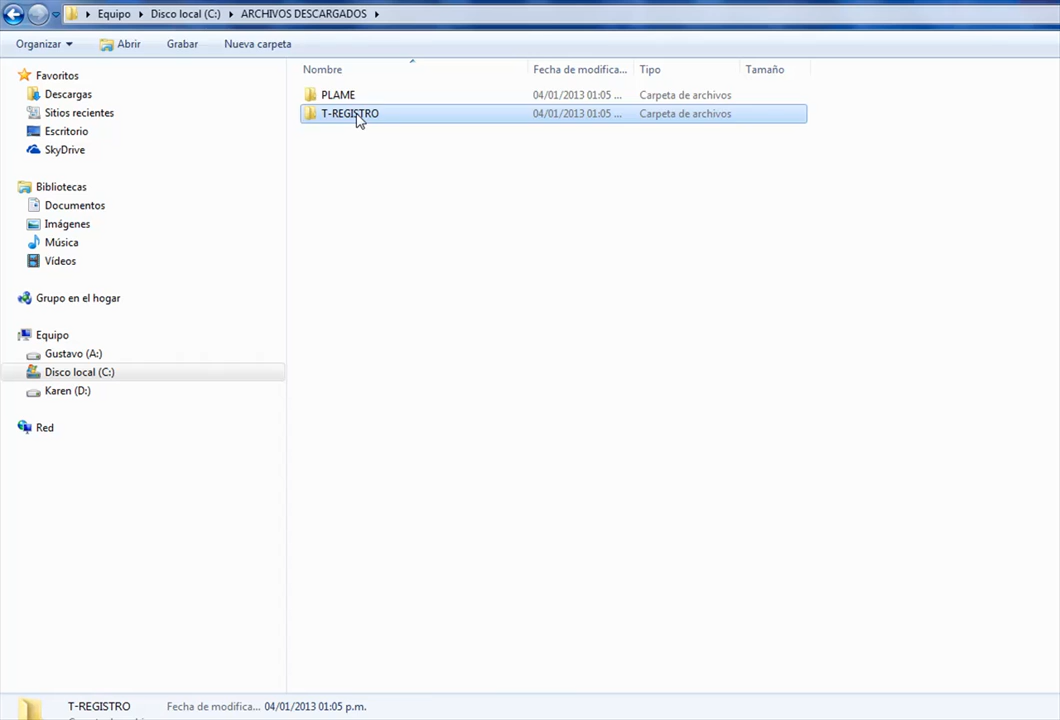 Equipo Disco local (C:) ARCHIVOS DESCARGADOS
Organizar Abrir Grabar Nueva carpeta
Nombre Fecha de modifica... Tipo Tamaño
PLAME 04/01/2013 01:05 ... Carpeta de archivos
T-REGISTRO 04/01/2013 01:05 ... Carpeta de archivos
Favoritos
Descargas
Sitios recientes
Escritorio
SkyDrive
Bibliotecas
Documentos
Imágenes
Música
Vídeos
Grupo en el hogar
Equipo
Gustavo (A:)
Disco local (C:)
Karen (D:)
Red
T-REGISTRO Fecha de modifica... 04/01/2013 01:05 p.m.